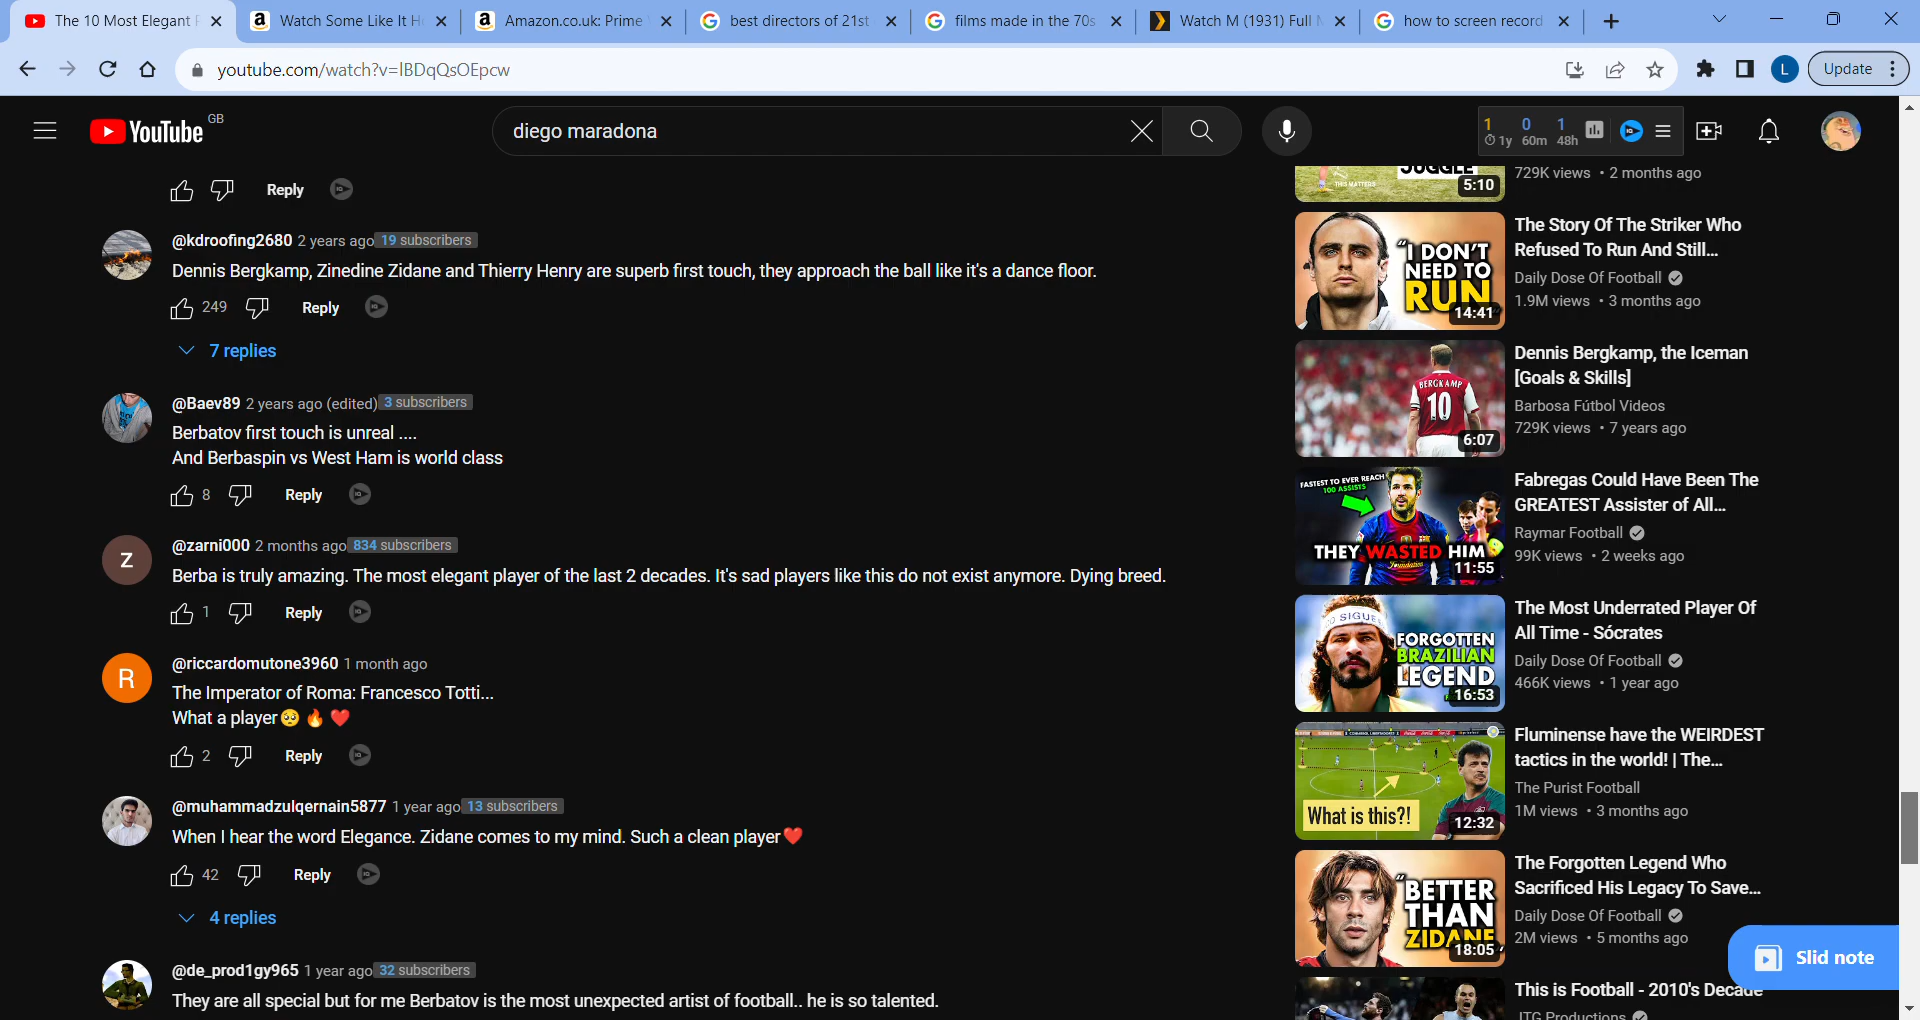 The 10 Most Elegant
Watch Some Like It H
Amazon.co.uk: Prime
best directors of 21st
films made in the 70s
Watch M (1931) Full
how to screen record
youtube.com/watch?v=IBDqQsOEpcw
L
Update
YouTube
GB
diego maradona
1 0 1
1y 60m 48h
Reply
@kdroofing2680 2 years ago 19 subscribers
Dennis Bergkamp, Zinedine Zidane and Thierry Henry are superb first touch, they approach the ball like it's a dance floor.
249 Reply
7 replies
@Baev89 2 years ago (edited) 3 subscribers
Berbatov first touch is unreal ....
And Berbaspin vs West Ham is world class
8 Reply
Z
@zarni000 2 months ago 834 subscribers
Berba is truly amazing. The most elegant player of the last 2 decades. It's sad players like this do not exist anymore. Dying breed.
1 Reply
R
@riccardomutone3960 1 month ago
The Imperator of Roma: Francesco Totti...
What a player🥺🔥❤️
2 Reply
@muhammadzulqernain5877 1 year ago 13 subscribers
When I hear the word Elegance. Zidane comes to my mind. Such a clean player❤️
42 Reply
4 replies
@de_prod1gy965 1 year ago 32 subscribers
They are all special but for me Berbatov is the most unexpected artist of football.. he is so talented.
JUGGLE
THIS MATTERS
5:10
729K views • 2 months ago
"I DON'T
NEED TO
RUN"
14:41
The Story Of The Striker Who
Refused To Run And Still...
Daily Dose Of Football
1.9M views • 3 months ago
BERGKAMP
10
6:07
Dennis Bergkamp, the Iceman
[Goals & Skills]
Barbosa Fútbol Videos
729K views • 7 years ago
FASTEST TO EVER REACH
100 ASSISTS
THEY WASTED HIM
11:55
Fabregas Could Have Been The
GREATEST Assister of All...
Raymar Football
99K views • 2 weeks ago
FORGOTTEN
BRAZILIAN
LEGEND
16:53
The Most Underrated Player Of
All Time - Sócrates
Daily Dose Of Football
466K views • 1 year ago
What is this?!
12:32
Fluminense have the WEIRDEST
tactics in the world! | The...
The Purist Football
1M views • 3 months ago
"BETTER
THAN
ZIDANE"
18:05
The Forgotten Legend Who
Sacrificed His Legacy To Save...
Daily Dose Of Football
2M views • 5 months ago
Slid note
This is Football - 2010's Decade
JTG Productions